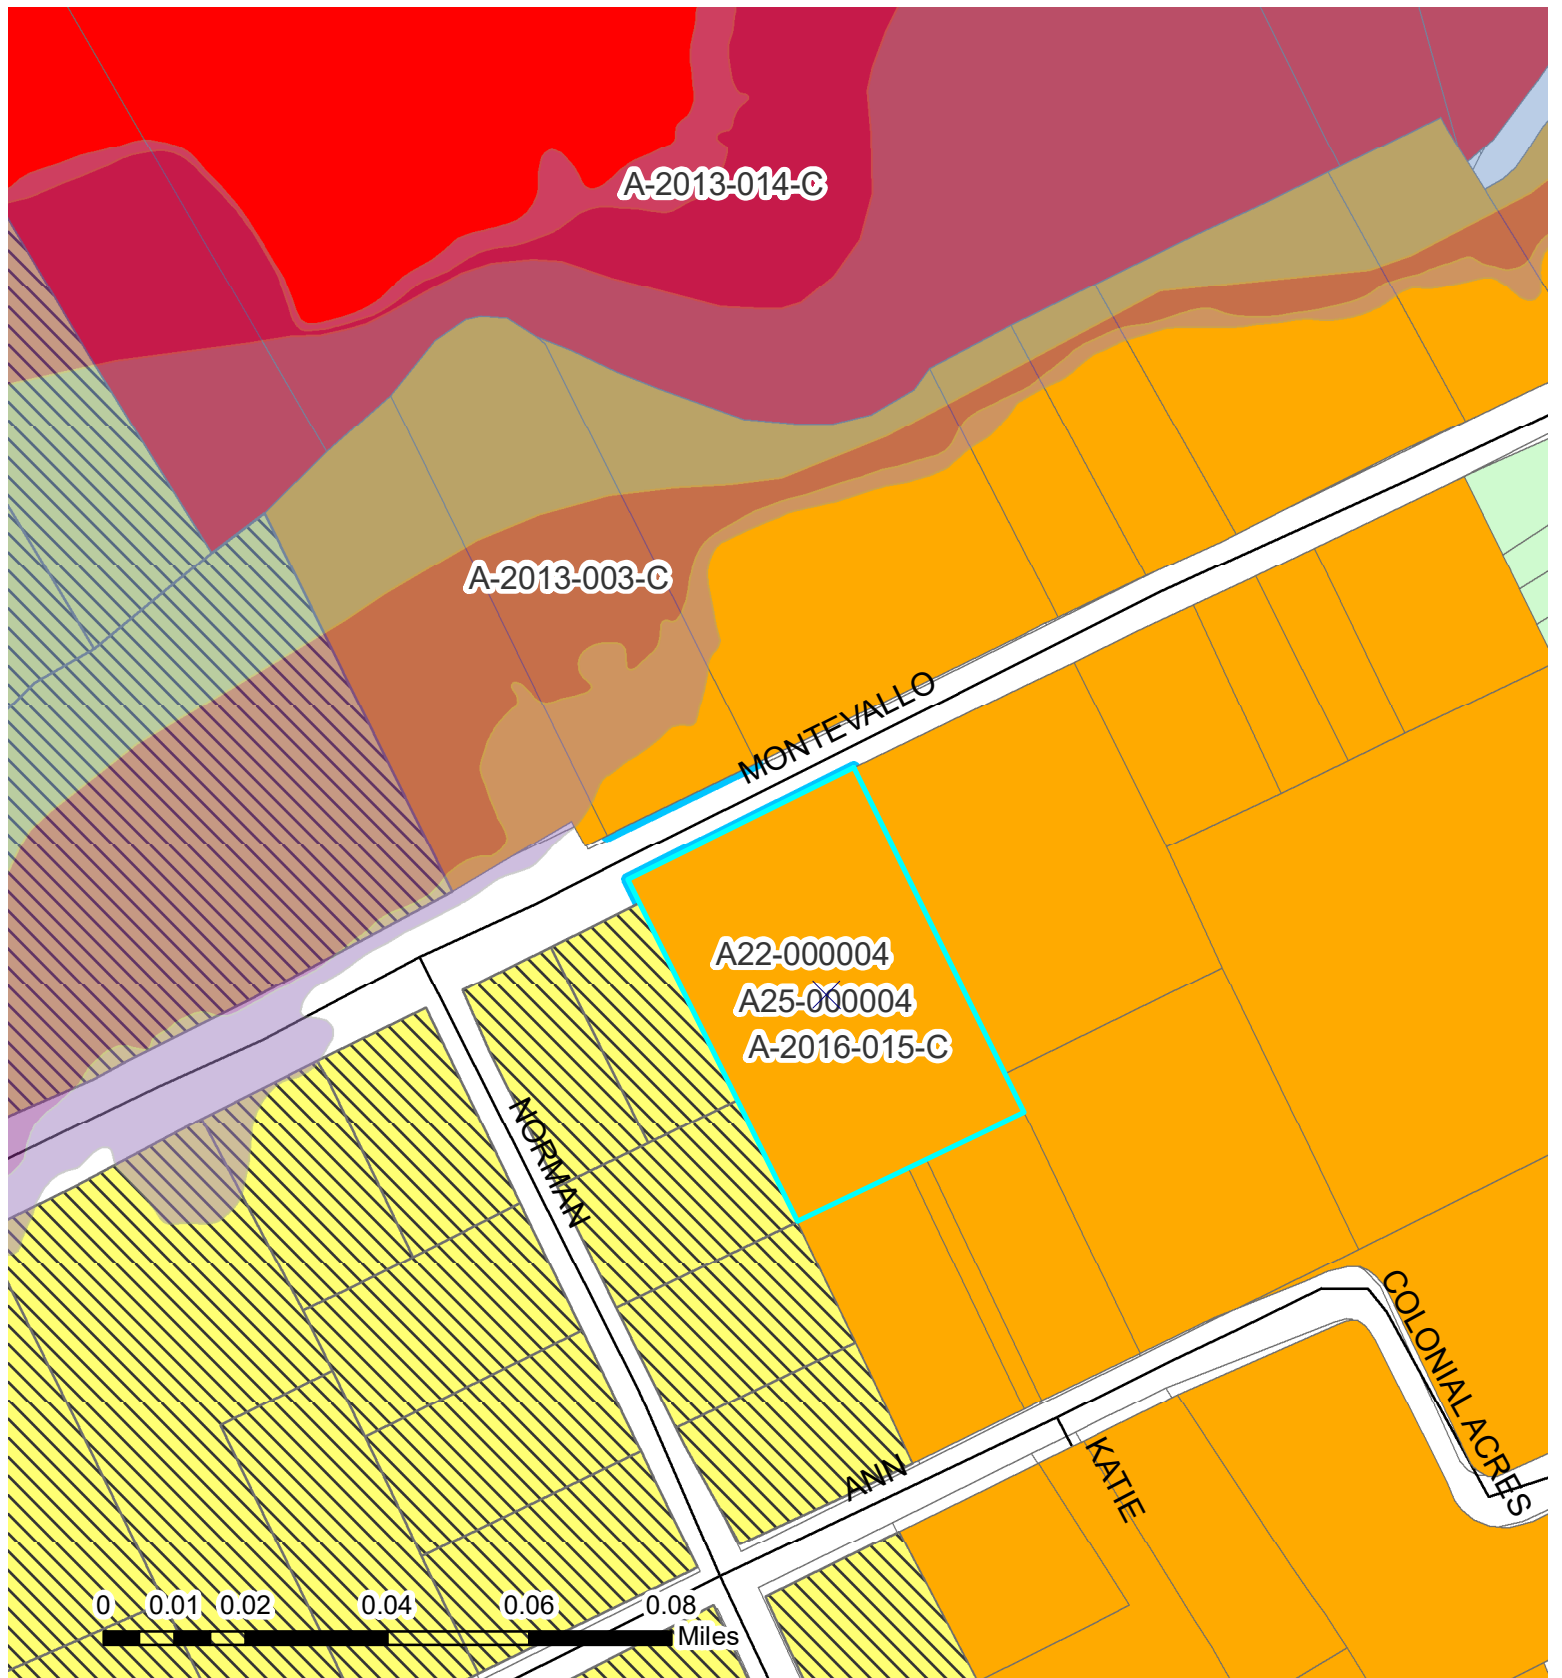 A-2013-014-C
A-2013-003-C
MONTEVALLO
A22-000004
A25-000004
A-2016-015-C
NORMAN
COLONIAL ACRES
ANN
KATIE
0 0.01 0.02 0.04 0.06 0.08
Miles